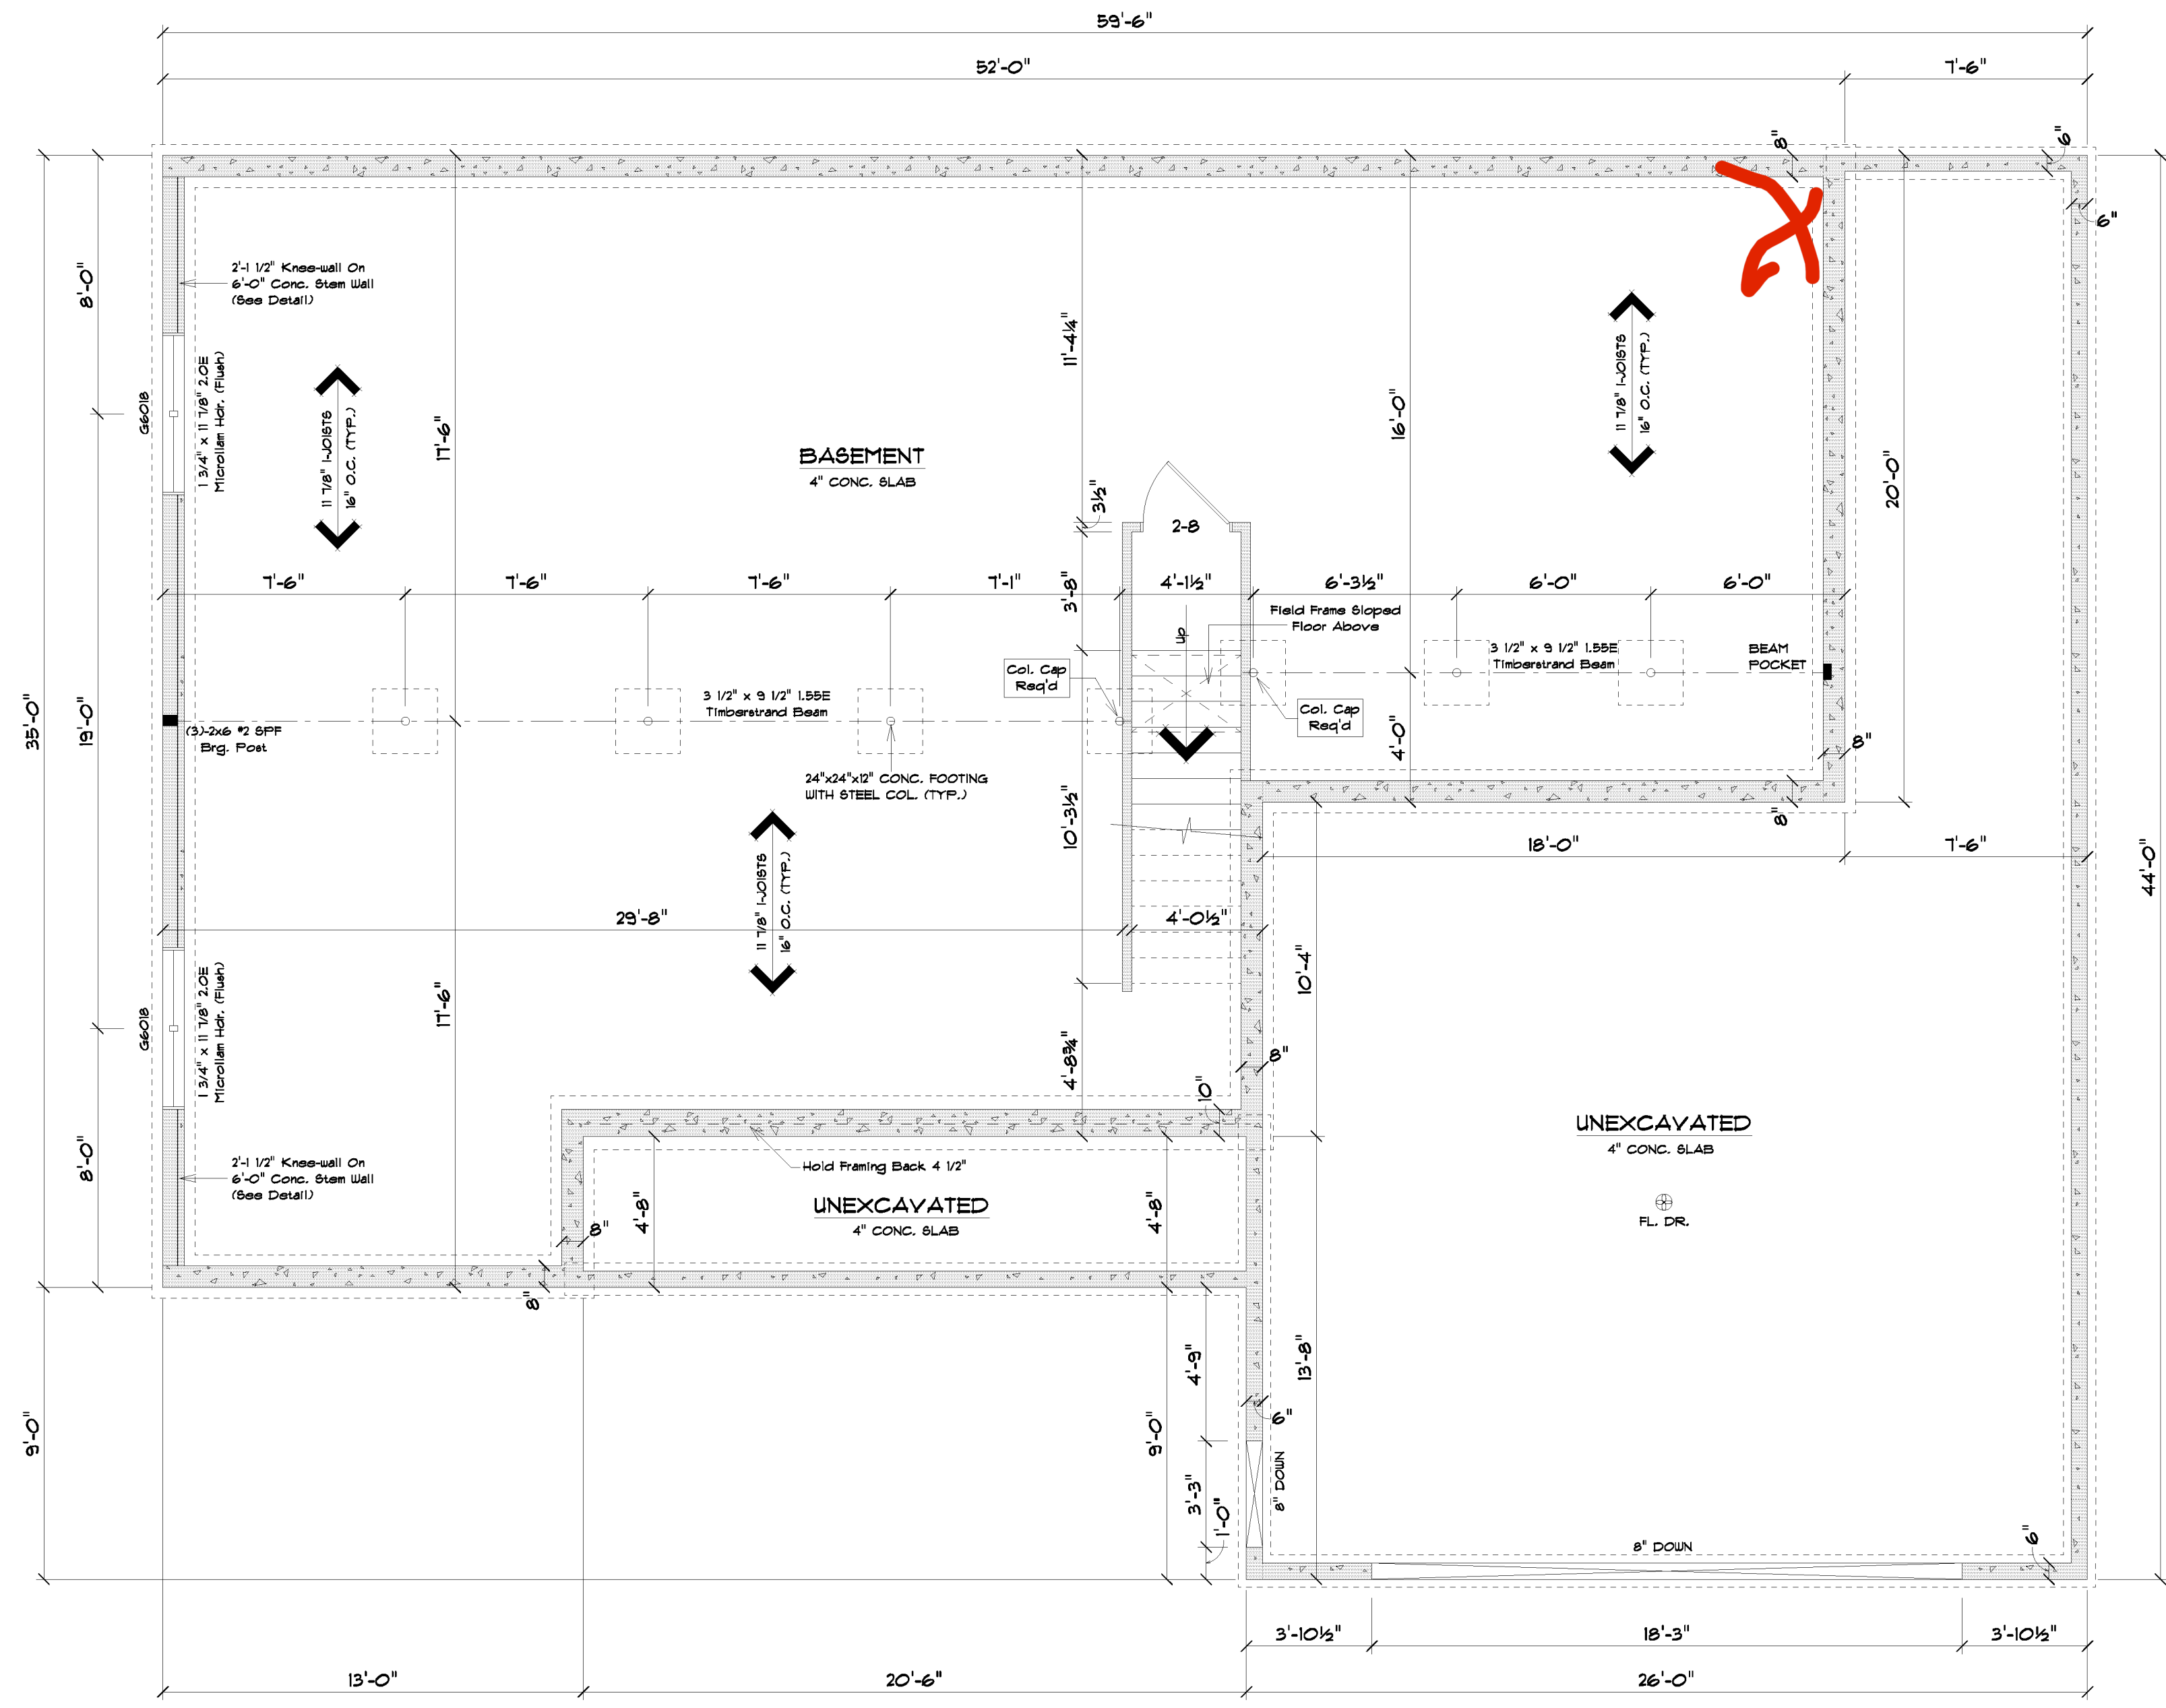 59'-6"
52'-0"
7'-6"
8"
6"
6"
8'-0"
2'-1 1/2" Knee-wall On
6'-0" Conc. Stem Wall
(See Detail)
G6018
1 3/4" x 11 7/8" 2.0E
Microllam Hdr. (Flush)
11 7/8" I-JOISTS
16" O.C. (TYP.)
17'-6"
BASEMENT
4" CONC. SLAB
11'-4¼"
3½"
2-8
16'-0"
11 7/8" I-JOISTS
16" O.C. (TYP.)
20'-0"
7'-6"
7'-6"
7'-6"
7'-1"
3'-8"
4'-1½"
6'-3½"
6'-0"
6'-0"
Field Frame Sloped
Floor Above
up
35'-0"
19'-0"
Col. Cap
Req'd
3 1/2" x 9 1/2" 1.55E
Timberstrand Beam
BEAM
POCKET
3 1/2" x 9 1/2" 1.55E
Timberstrand Beam
Col. Cap
Req'd
(3)-2x6 #2 SPF
Brg. Post
4'-0"
8"
24"x24"x12" CONC. FOOTING
WITH STEEL COL. (TYP.)
10'-3½"
8"
18'-0"
7'-6"
44'-0"
29'-8"
4'-0½"
11 7/8" I-JOISTS
16" O.C. (TYP.)
10'-4"
17'-6"
G6018
1 3/4" x 11 7/8" 2.0E
Microllam Hdr. (Flush)
4'-8¾"
8"
10"
UNEXCAVATED
4" CONC. SLAB
8'-0"
2'-1 1/2" Knee-wall On
6'-0" Conc. Stem Wall
(See Detail)
Hold Framing Back 4 1/2"
UNEXCAVATED
4" CONC. SLAB
4'-8"
4'-8"
8"
FL. DR.
8"
9'-0"
9'-0"
4'-9"
13'-8"
6"
3'-3"
8" DOWN
1'-0"
8" DOWN
6"
3'-10½"
18'-3"
3'-10½"
13'-0"
20'-6"
26'-0"